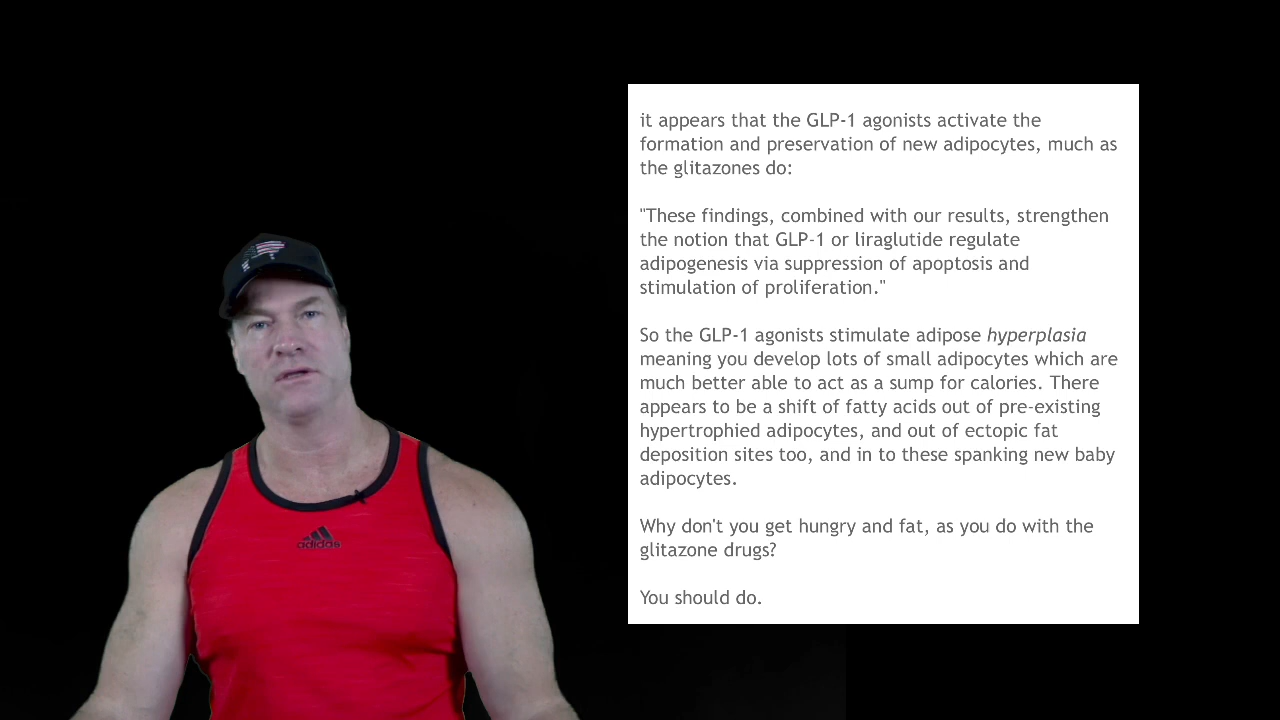 it appears that the GLP-1 agonists activate the
formation and preservation of new adipocytes, much as
the glitazones do:
"These findings, combined with our results, strengthen
the notion that GLP-1 or liraglutide regulate
adipogenesis via suppression of apoptosis and
stimulation of proliferation."
So the GLP-1 agonists stimulate adipose hyperplasia
meaning you develop lots of small adipocytes which are
much better able to act as a sump for calories. There
appears to be a shift of fatty acids out of pre-existing
hypertrophied adipocytes, and out of ectopic fat
deposition sites too, and in to these spanking new baby
adipocytes.
Why don't you get hungry and fat, as you do with the
glitazone drugs?
You should do.
adidas